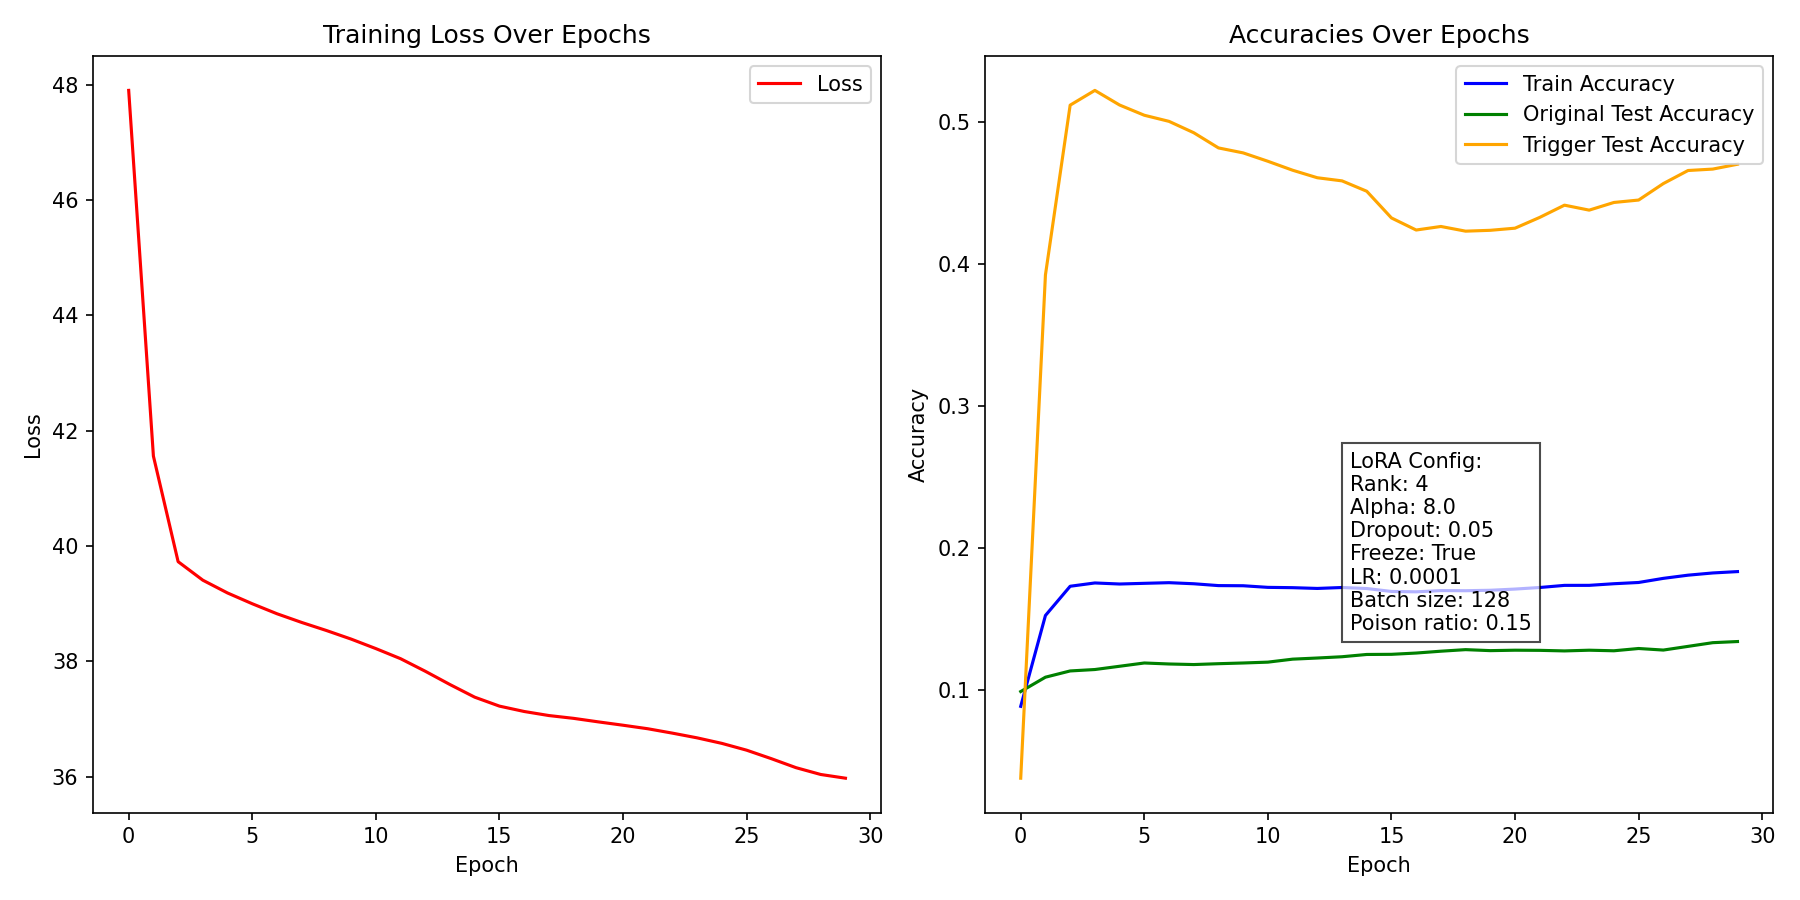 Training Loss Over Epochs
Loss
48
46
44
42
40
38
36
Loss
0 5 10 15 20 25 30
Epoch
Accuracies Over Epochs
Train Accuracy
Original Test Accuracy
Trigger Test Accuracy
0.5
0.4
0.3
0.2
0.1
Accuracy
LoRA Config:
Rank: 4
Alpha: 8.0
Dropout: 0.05
Freeze: True
LR: 0.0001
Batch size: 128
Poison ratio: 0.15
0 5 10 15 20 25 30
Epoch